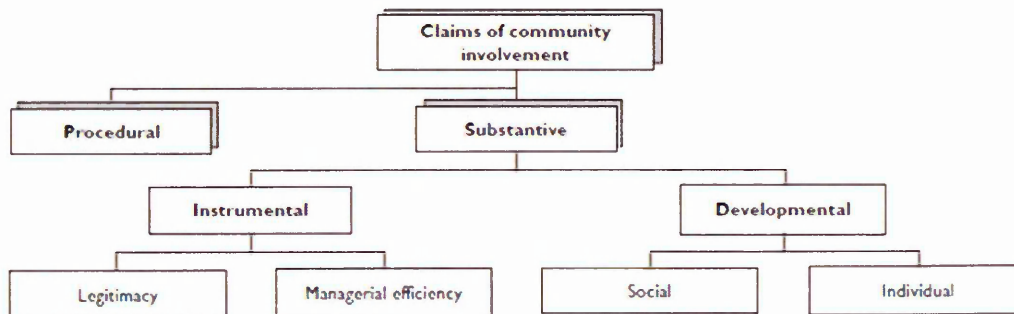 Claims of community
involvement
Procedural
Substantive
Instrumental
Developmental
Legitimacy
Managerial efficiency
Social
Individual